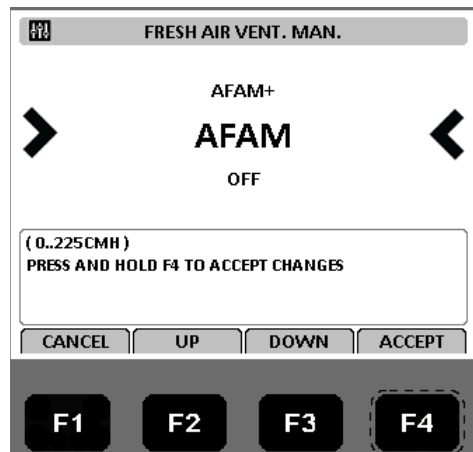 FRESH AIR VENT. MAN.
AFAM+
AFAM
OFF
( 0..225CMH )
PRESS AND HOLD F4 TO ACCEPT CHANGES
CANCEL UP DOWN ACCEPT
F1 F2 F3 F4